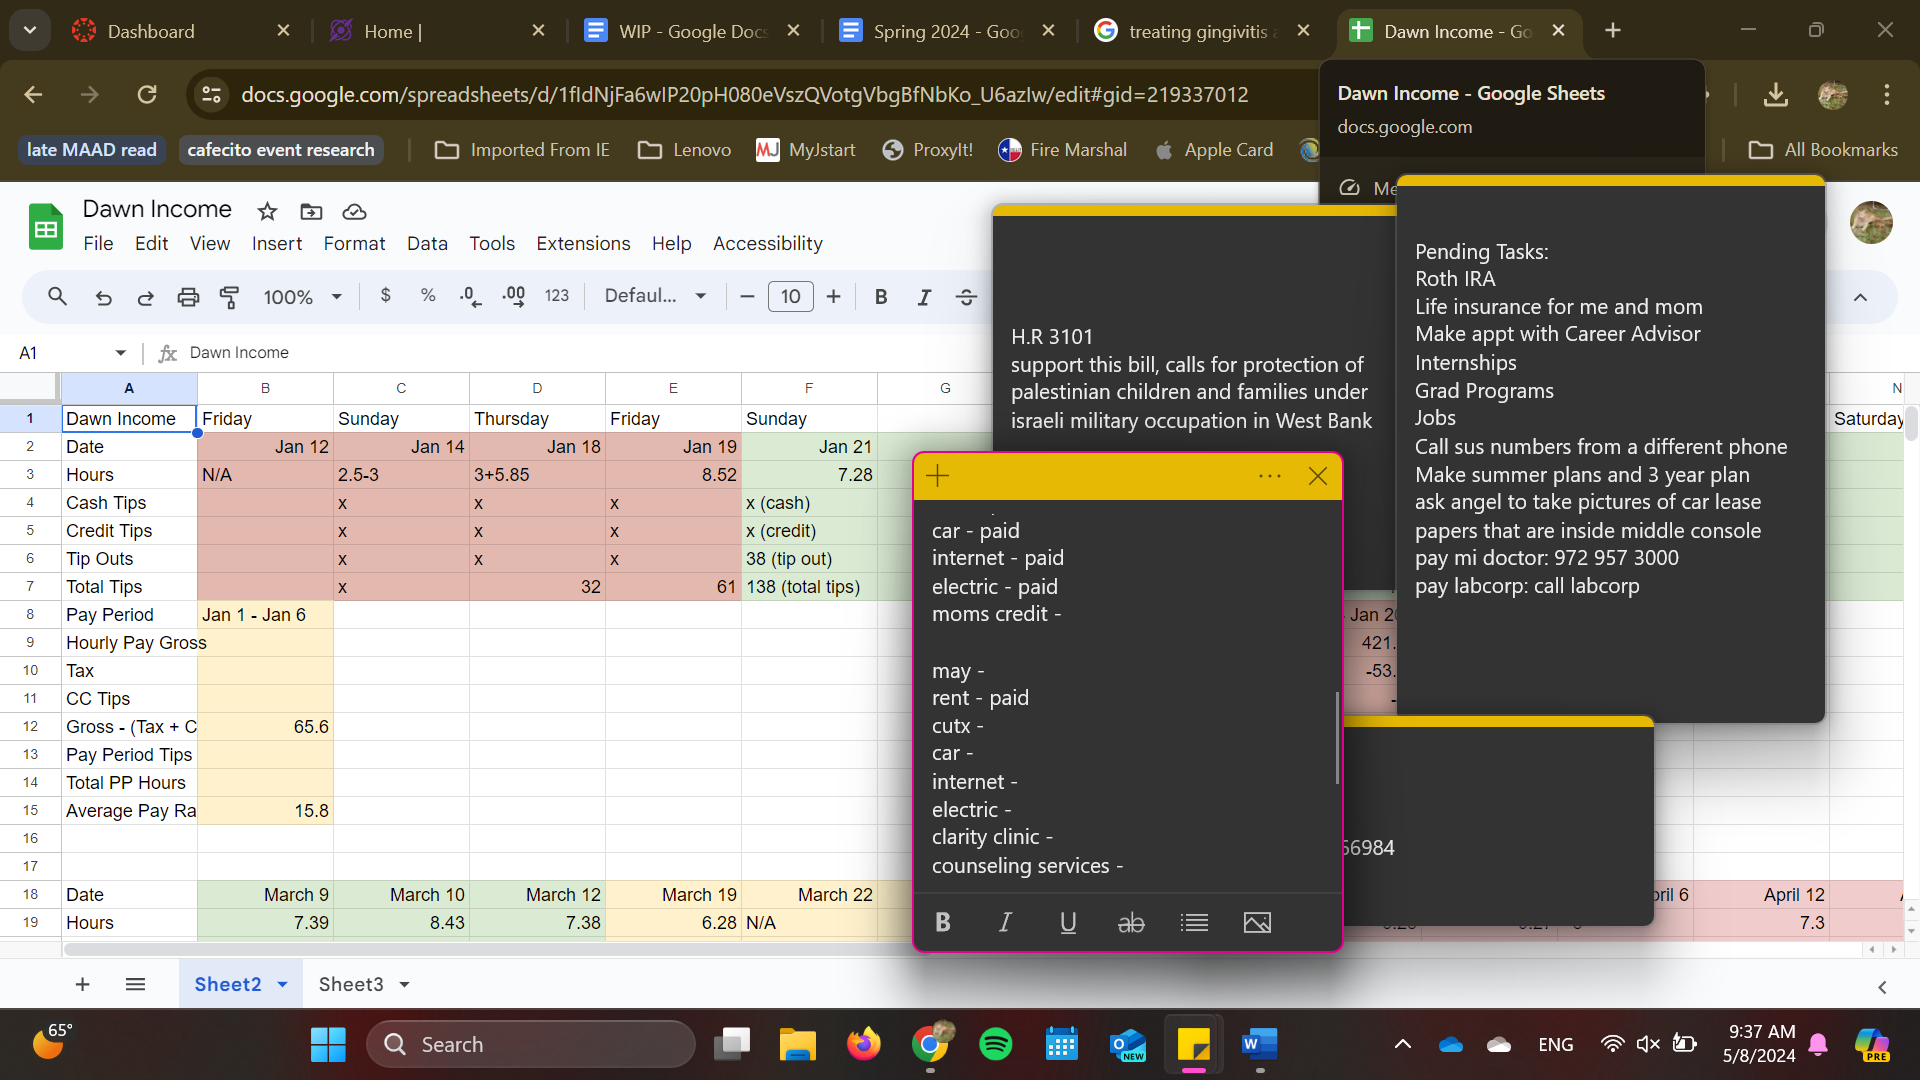 Dashboard
Home |
WIP - Google Docs
Spring 2024 - Goo
treating gingivitis a
Dawn Income - Go
docs.google.com/spreadsheets/d/1fIdNjFa6wIP20pH080eVszQVotgVbgBfNbKo_U6azIw/edit#gid=219337012
Dawn Income - Google Sheets
docs.google.com
late MAAD read
cafecito event research
Imported From IE
Lenovo
MyJstart
ProxyIt!
Fire Marshal
Apple Card
All Bookmarks
Me
Dawn Income
File Edit View Insert Format Data Tools Extensions Help Accessibility
100% $ % .0 .00 123 Defaul... 10 B I
A1 fx Dawn Income
A B C D E F G N
1 Dawn Income Friday Sunday Thursday Friday Sunday Saturday
2 Date Jan 12 Jan 14 Jan 18 Jan 19 Jan 21
3 Hours N/A 2.5-3 3+5.85 8.52 7.28
4 Cash Tips x x x x (cash)
5 Credit Tips x x x x (credit)
6 Tip Outs x x x 38 (tip out)
7 Total Tips x 32 61 138 (total tips)
8 Pay Period Jan 1 - Jan 6 Jan 2
9 Hourly Pay Gross 421.
10 Tax -53.
11 CC Tips -
12 Gross - (Tax + C 65.6
13 Pay Period Tips
14 Total PP Hours
15 Average Pay Ra 15.8
16
17
18 Date March 9 March 10 March 12 March 19 March 22 pril 6 April 12
19 Hours 7.39 8.43 7.38 6.28 N/A 7.3
H.R 3101
support this bill, calls for protection of
palestinian children and families under
israeli military occupation in West Bank
Pending Tasks:
Roth IRA
Life insurance for me and mom
Make appt with Career Advisor
Internships
Grad Programs
Jobs
Call sus numbers from a different phone
Make summer plans and 3 year plan
ask angel to take pictures of car lease
papers that are inside middle console
pay mi doctor: 972 957 3000
pay labcorp: call labcorp
car - paid
internet - paid
electric - paid
moms credit -
may -
rent - paid
cutx -
car -
internet -
electric -
clarity clinic -
counseling services -
B I U ab
66984
Sheet2
Sheet3
65°
Search
NEW
W
ENG
9:37 AM
5/8/2024
PRE